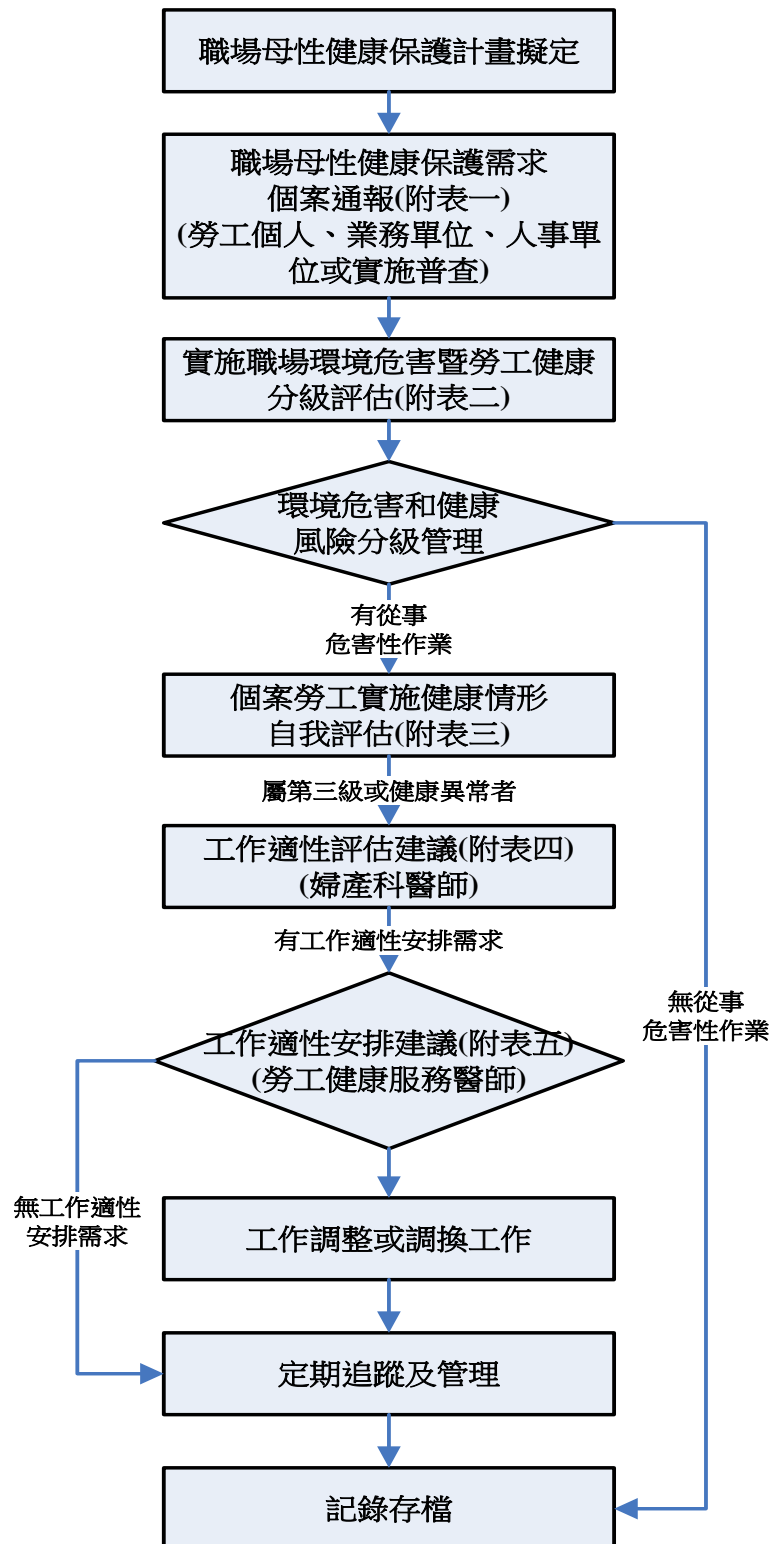 職場母性健康保護計畫擬定
職場母性健康保護需求
個案通報(附表一)
(勞工個人、業務單位、人事單
位或實施普查)
實施職場環境危害暨勞工健康
分級評估(附表二)
環境危害和健康
風險分級管理
有從事
危害性作業
個案勞工實施健康情形
自我評估(附表三)
屬第三級或健康異常者
工作適性評估建議(附表四)
(婦產科醫師)
有工作適性安排需求
無從事
危害性作業
工作適性安排建議(附表五)
(勞工健康服務醫師)
無工作適性
安排需求
工作調整或調換工作
定期追蹤及管理
記錄存檔